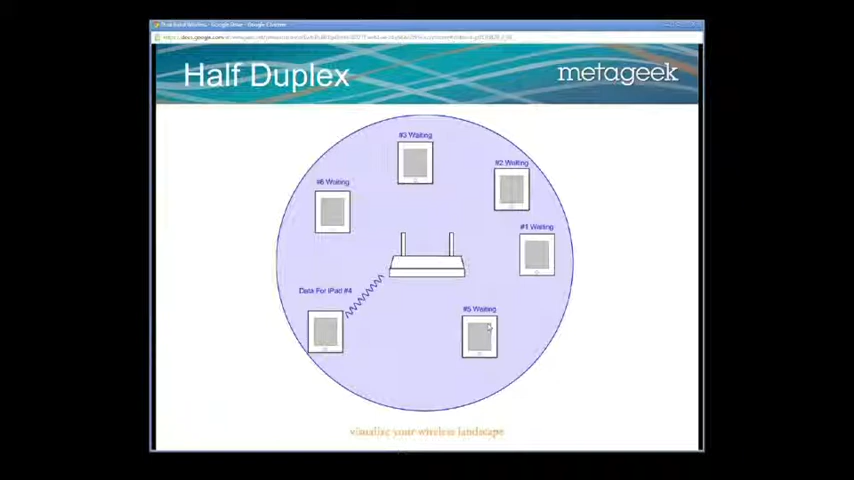 Half Duplex
metageek
#3 Waiting
#2 Waiting
#6 Waiting
#1 Waiting
Data For iPad #4
#5 Waiting
visualize your wireless landscape